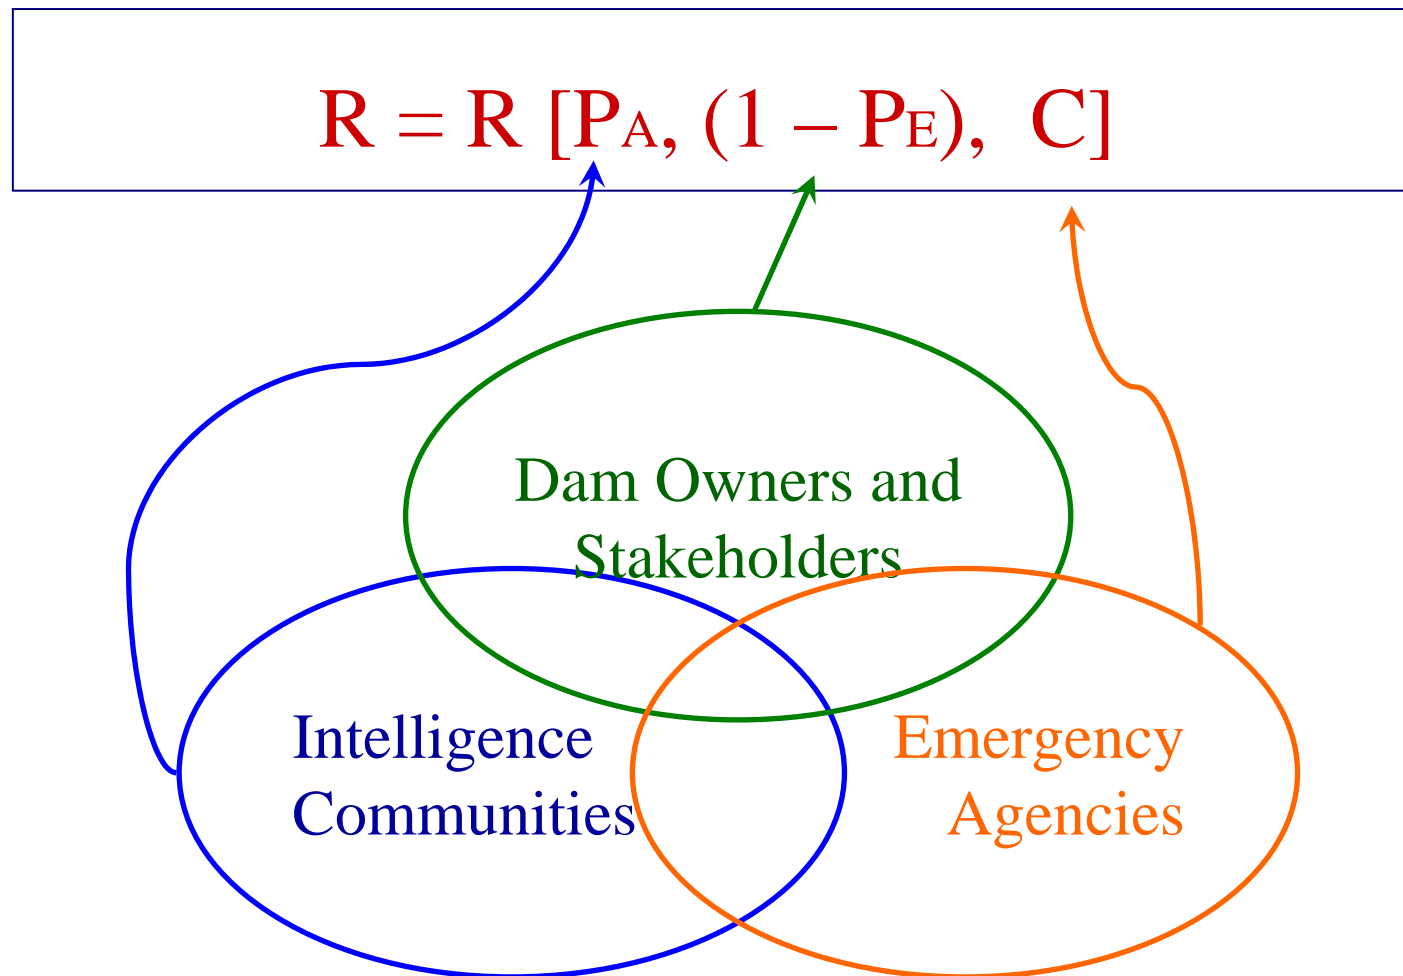 R = R [PA, (1 – PE), C]
Dam Owners and
Stakeholders
Intelligence
Communities
Emergency
Agencies